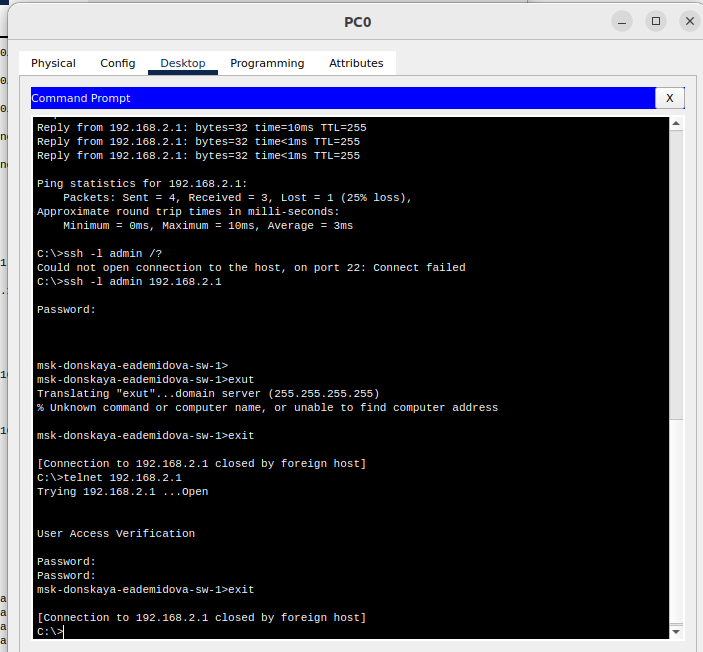 PC0
Physical Config Desktop Programming Attributes
Command Prompt X
Reply from 192.168.2.1: bytes=32 time=10ms TTL=255
Reply from 192.168.2.1: bytes=32 time<1ms TTL=255
Reply from 192.168.2.1: bytes=32 time<1ms TTL=255
Ping statistics for 192.168.2.1:
Packets: Sent = 4, Received = 3, Lost = 1 (25% loss),
Approximate round trip times in milli-seconds:
Minimum = 0ms, Maximum = 10ms, Average = 3ms
C:\>ssh -l admin /?
Could not open connection to the host, on port 22: Connect failed
C:\>ssh -l admin 192.168.2.1
Password:
msk-donskaya-eademidova-sw-1>
msk-donskaya-eademidova-sw-1>exut
Translating "exut"...domain server (255.255.255.255)
% Unknown command or computer name, or unable to find computer address
msk-donskaya-eademidova-sw-1>exit
[Connection to 192.168.2.1 closed by foreign host]
C:\>telnet 192.168.2.1
Trying 192.168.2.1 ...Open
User Access Verification
Password:
Password:
msk-donskaya-eademidova-sw-1>exit
[Connection to 192.168.2.1 closed by foreign host]
C:\>